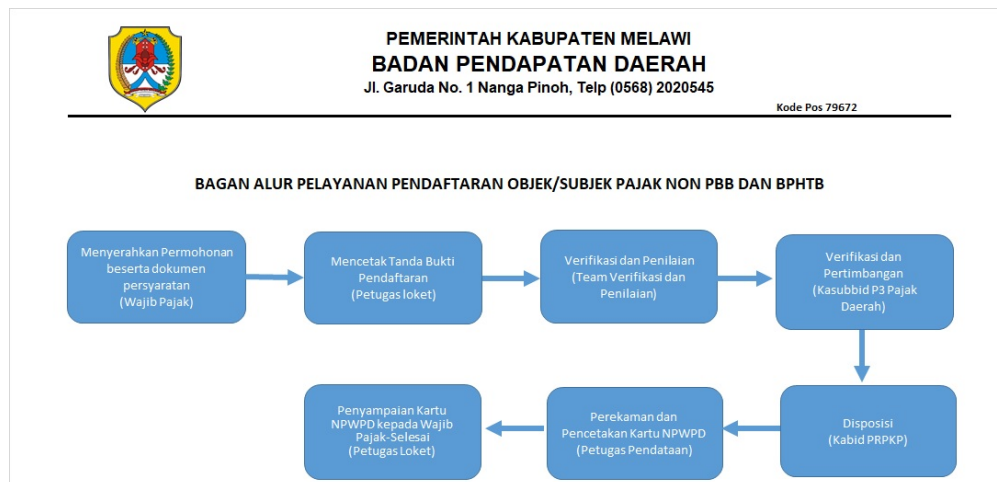 PEMERINTAH KABUPATEN MELAWI
BADAN PENDAPATAN DAERAH
Jl. Garuda No. 1 Nanga Pinoh, Telp (0568) 2020545
Kode Pos 79672
BAGAN ALUR PELAYANAN PENDAFTARAN OBJEK/SUBJEK PAJAK NON PBB DAN BPHTB
Menyerahkan Permohonan
beserta dokumen
persyaratan
(Wajib Pajak)
Mencetak Tanda Bukti
Pendaftaran
(Petugas loket)
Verifikasi dan Penilaian
(Team Verifikasi dan
Penilaian)
Verifikasi dan
Pertimbangan
(Kasubbid P3 Pajak
Daerah)
Disposisi
(Kabid PRPKP)
Perekaman dan
Pencetakan Kartu NPWPD
(Petugas Pendataan)
Penyampaian Kartu
NPWPD kepada Wajib
Pajak-Selesai
(Petugas Loket)